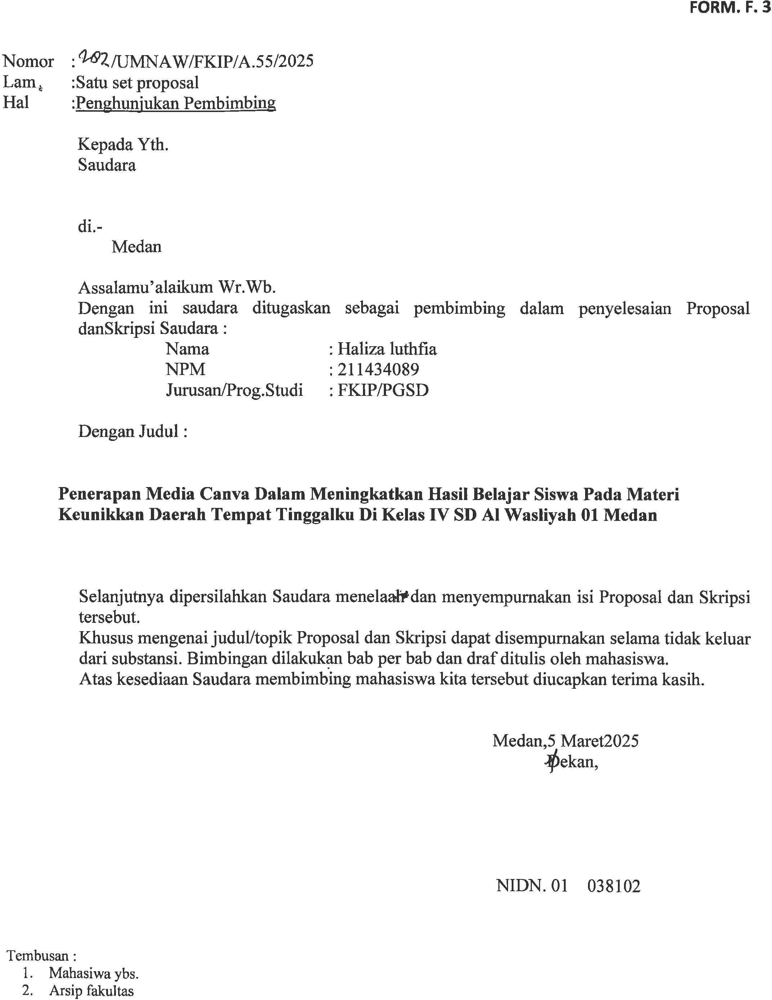 FORM. F. 3
Nomor :202/UMNAW/FKIP/A.55/2025
Lam. :Satu set proposal
Hal :Penghunjukan Pembimbing
Kepada Yth.
Saudara
di.-
Medan
Assalamu’alaikum Wr.Wb.
Dengan ini saudara ditugaskan sebagai pembimbing dalam penyelesaian Proposal
danSkripsi Saudara :
Nama : Haliza luthfia
NPM : 211434089
Jurusan/Prog.Studi : FKIP/PGSD
Dengan Judul :
Penerapan Media Canva Dalam Meningkatkan Hasil Belajar Siswa Pada Materi
Keunikkan Daerah Tempat Tinggalku Di Kelas IV SD Al Wasliyah 01 Medan
Selanjutnya dipersilahkan Saudara menelaah dan menyempurnakan isi Proposal dan Skripsi
tersebut.
Khusus mengenai judul/topik Proposal dan Skripsi dapat disempurnakan selama tidak keluar
dari substansi. Bimbingan dilakukan bab per bab dan draf ditulis oleh mahasiswa.
Atas kesediaan Saudara membimbing mahasiswa kita tersebut diucapkan terima kasih.
Medan,5 Maret2025
Dekan,
NIDN. 01 038102
Tembusan :
1. Mahasiwa ybs.
2. Arsip fakultas